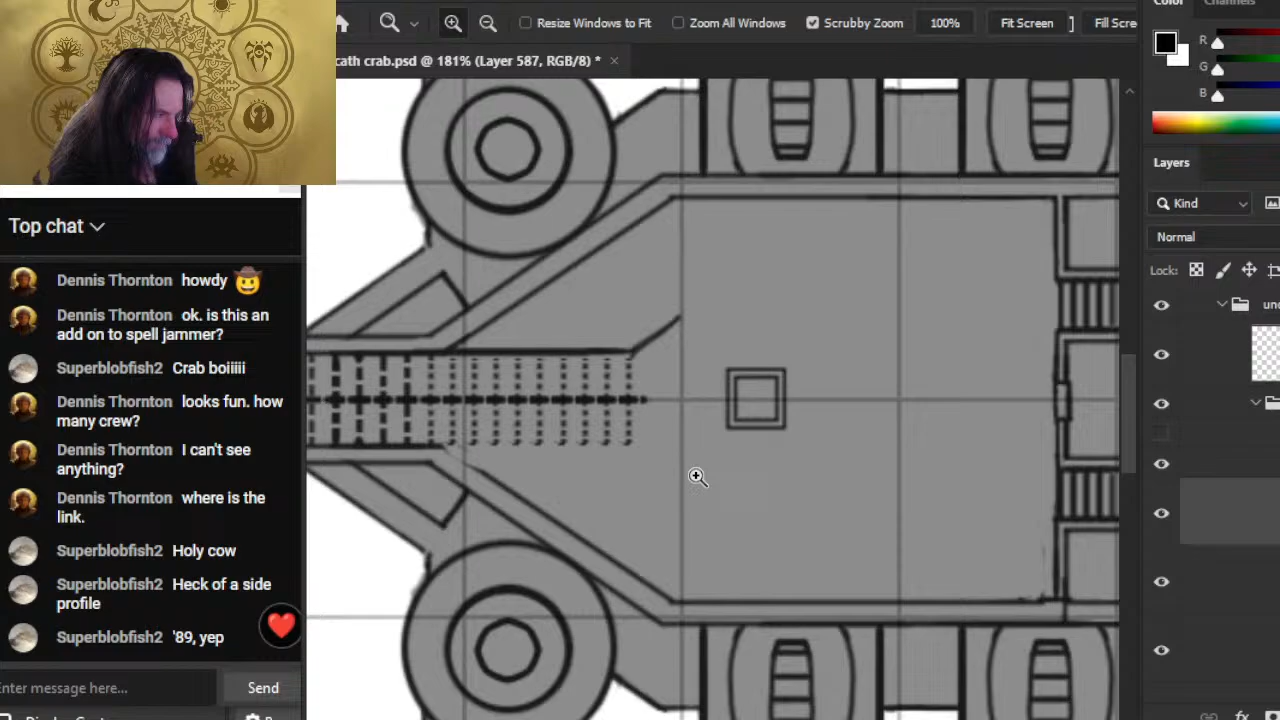 Resize Windows to Fit
Zoom All Windows
Scrubby Zoom
100%
Fit Screen
Fill Scre
cath crab.psd @ 181% (Layer 587, RGB/8) *
Color
Channels
R
G
B
Layers
Kind
Normal
Lock:
und
fx
Top chat
Dennis Thornton howdy
Dennis Thornton ok. is this an
add on to spell jammer?
Superblobfish2 Crab boiiiii
Dennis Thornton looks fun. how
many crew?
Dennis Thornton I can't see
anything?
Dennis Thornton where is the
link.
Superblobfish2 Holy cow
Superblobfish2 Heck of a side
profile
Superblobfish2 '89, yep
Enter message here...
Send